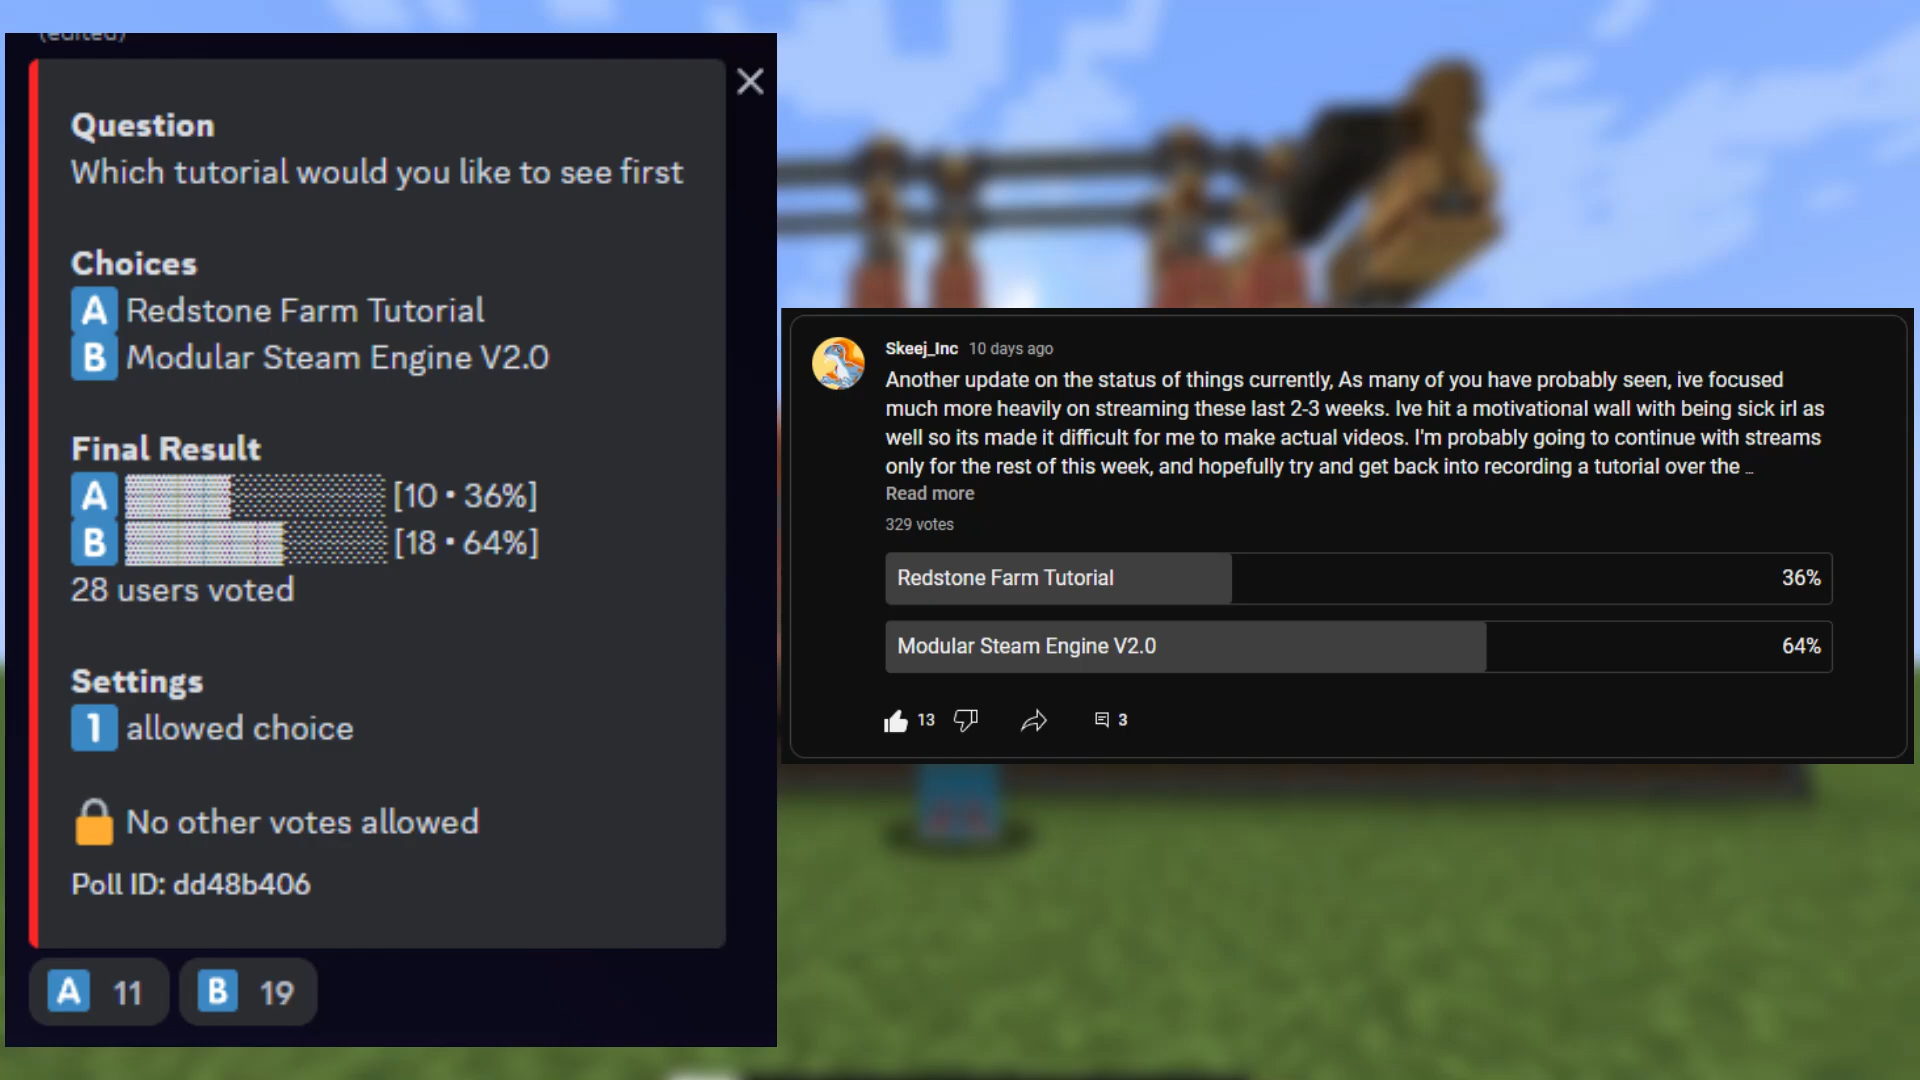 (edited)
Question
Which tutorial would you like to see first
Choices
A Redstone Farm Tutorial
B Modular Steam Engine V2.0
Final Result
A ▓▓▓▓░░░░░░ [10 • 36%]
B ▓▓▓▓▓▓░░░░ [18 • 64%]
28 users voted
Settings
1 allowed choice
No other votes allowed
Poll ID: dd48b406
A 11 B 19
Skeej_Inc 10 days ago
Another update on the status of things currently, As many of you have probably seen, ive focused
much more heavily on streaming these last 2-3 weeks. Ive hit a motivational wall with being sick irl as
well so its made it difficult for me to make actual videos. I'm probably going to continue with streams
only for the rest of this week, and hopefully try and get back into recording a tutorial over the ...
Read more
329 votes
Redstone Farm Tutorial 36%
Modular Steam Engine V2.0 64%
13 3